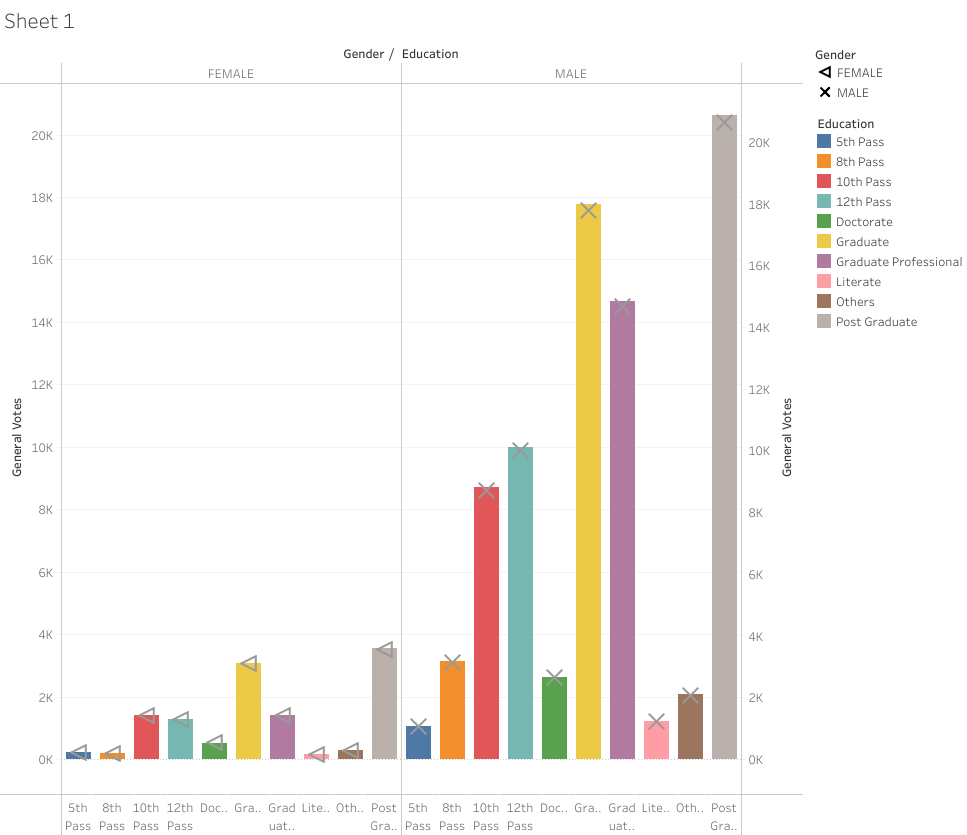 Sheet 1
Gender / Education
FEMALE MALE
20K
18K
16K
14K
12K
10K
8K
6K
4K
2K
0K
General Votes
20K
18K
16K
14K
12K
10K
8K
6K
4K
2K
0K
General Votes
5th Pass
8th Pass
10th Pass
12th Pass
Doc..
Gra..
Grad uat..
Lite..
Oth..
Post Gra..
5th Pass
8th Pass
10th Pass
12th Pass
Doc..
Gra..
Grad uat..
Lite..
Oth..
Post Gra..
Gender
FEMALE
MALE
Education
5th Pass
8th Pass
10th Pass
12th Pass
Doctorate
Graduate
Graduate Professional
Literate
Others
Post Graduate